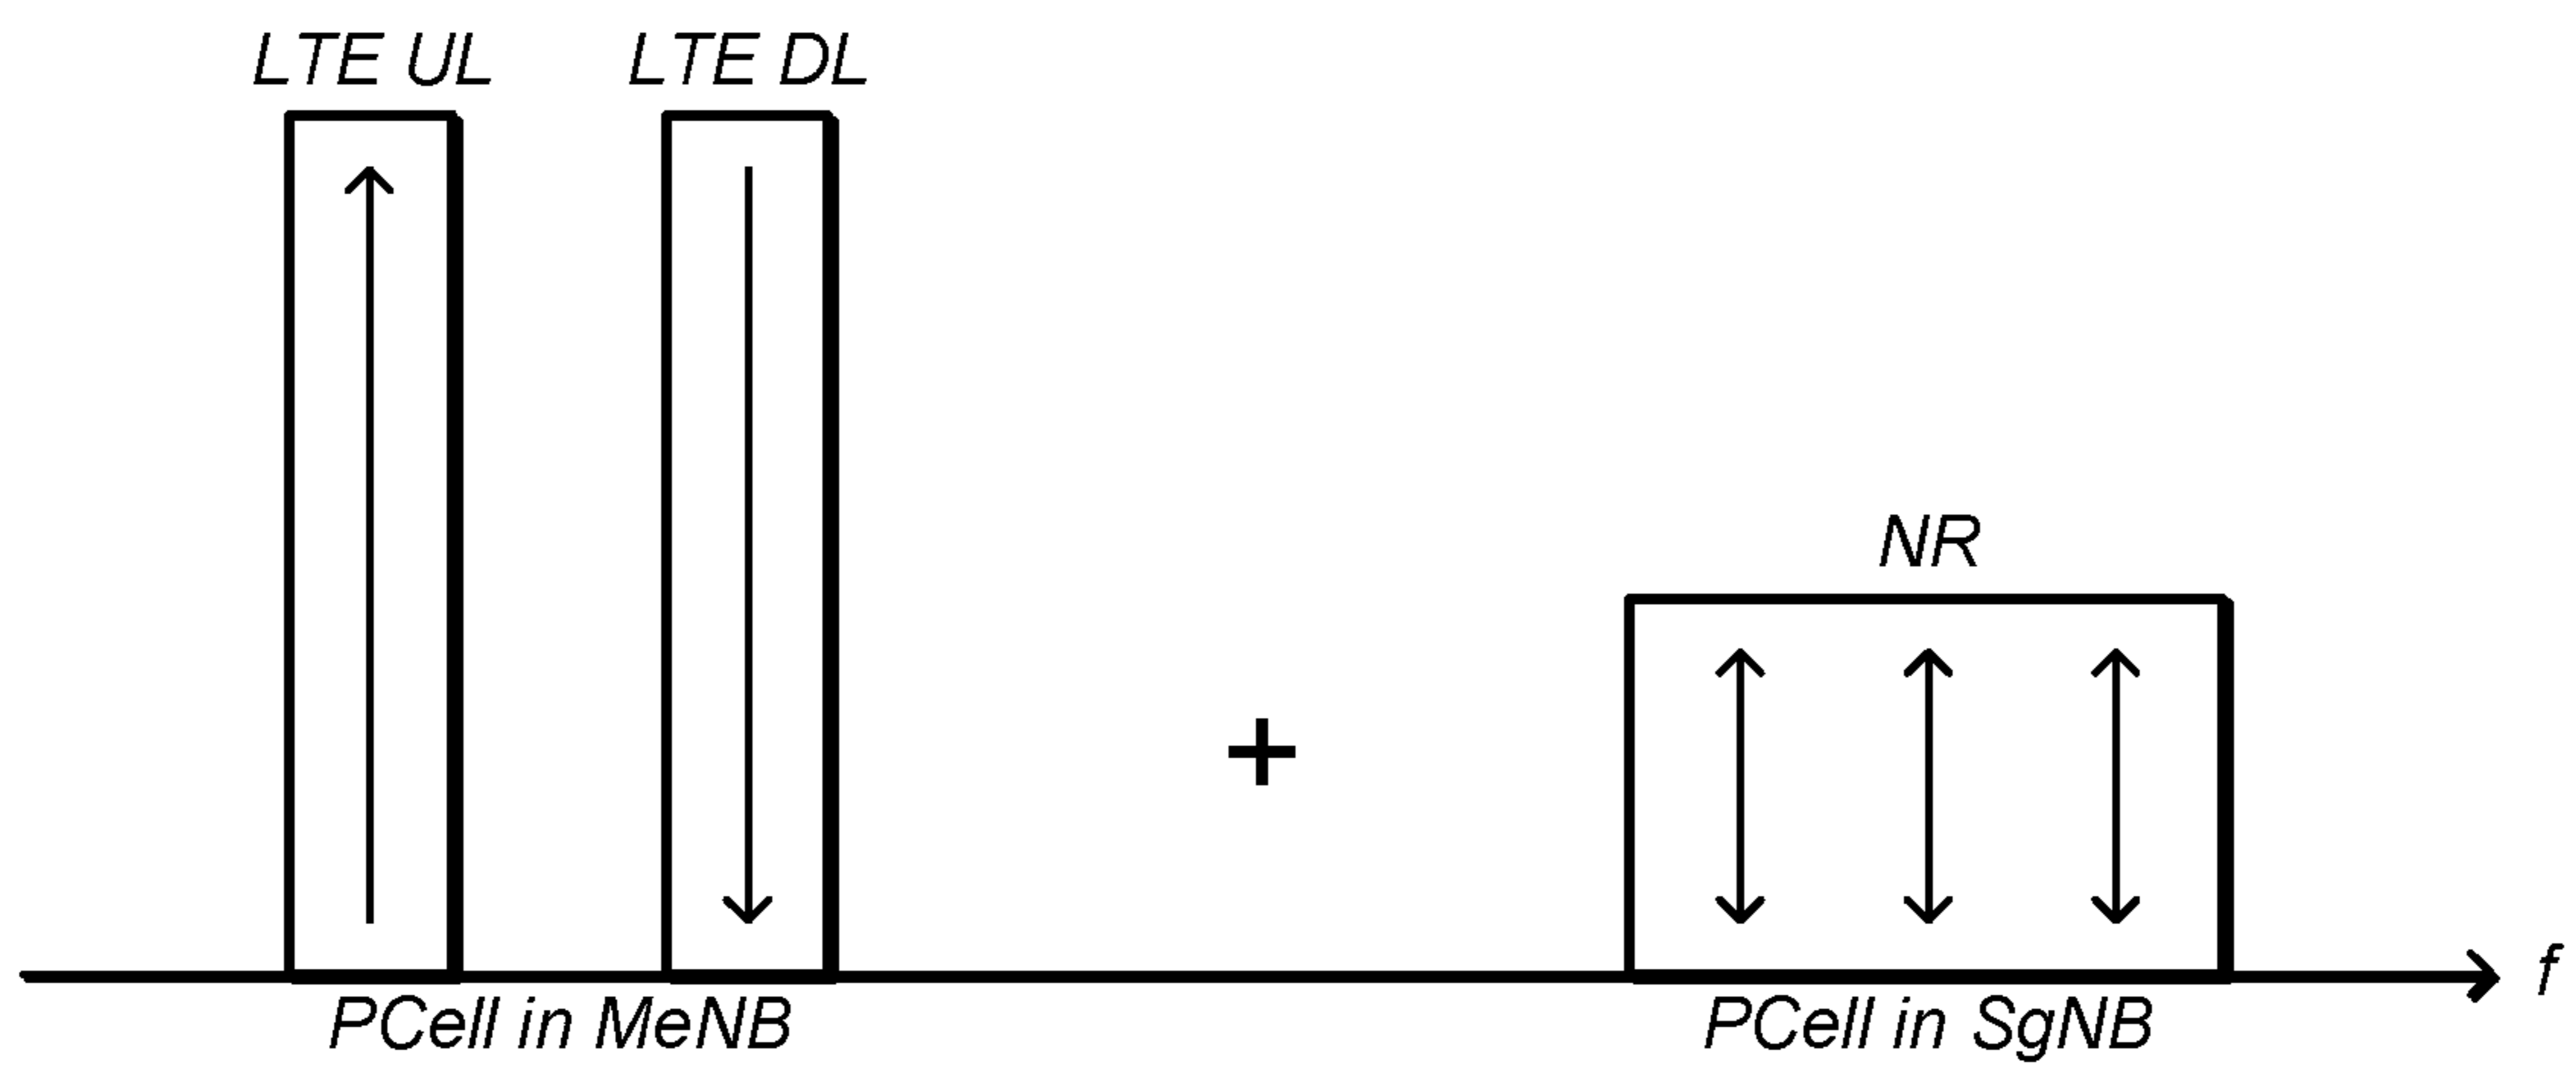 LTE UL
LTE DL
NR
+
f
PCell in MeNB
PCell in SgNB